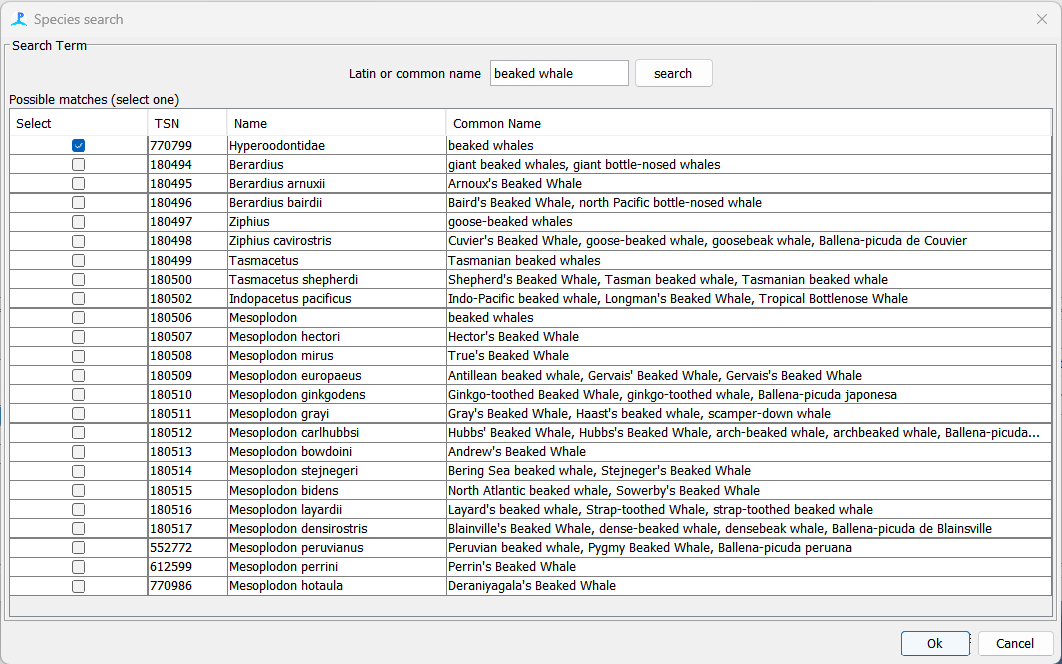 Species search
Search Term
Latin or common name beaked whale search
Possible matches (select one)
Select TSN Name Common Name
770799 Hyperoodontidae beaked whales
180494 Berardius giant beaked whales, giant bottle-nosed whales
180495 Berardius arnuxii Arnoux's Beaked Whale
180496 Berardius bairdii Baird's Beaked Whale, north Pacific bottle-nosed whale
180497 Ziphius goose-beaked whales
180498 Ziphius cavirostris Cuvier's Beaked Whale, goose-beaked whale, goosebeak whale, Ballena-picuda de Couvier
180499 Tasmacetus Tasmanian beaked whales
180500 Tasmacetus shepherdi Shepherd's Beaked Whale, Tasman beaked whale, Tasmanian beaked whale
180502 Indopacetus pacificus Indo-Pacific beaked whale, Longman's Beaked Whale, Tropical Bottlenose Whale
180506 Mesoplodon beaked whales
180507 Mesoplodon hectori Hector's Beaked Whale
180508 Mesoplodon mirus True's Beaked Whale
180509 Mesoplodon europaeus Antillean beaked whale, Gervais' Beaked Whale, Gervais's Beaked Whale
180510 Mesoplodon ginkgodens Ginkgo-toothed Beaked Whale, ginkgo-toothed whale, Ballena-picuda japonesa
180511 Mesoplodon grayi Gray's Beaked Whale, Haast's beaked whale, scamper-down whale
180512 Mesoplodon carlhubbsi Hubbs' Beaked Whale, Hubbs's Beaked Whale, arch-beaked whale, archbeaked whale, Ballena-picuda...
180513 Mesoplodon bowdoini Andrew's Beaked Whale
180514 Mesoplodon stejnegeri Bering Sea beaked whale, Stejneger's Beaked Whale
180515 Mesoplodon bidens North Atlantic beaked whale, Sowerby's Beaked Whale
180516 Mesoplodon layardii Layard's beaked Whale, Strap-toothed Whale, strap-toothed beaked whale
180517 Mesoplodon densirostris Blainville's Beaked Whale, dense-beaked whale, densebeak whale, Ballena-picuda de Blainsville
552772 Mesoplodon peruvianus Peruvian beaked whale, Pygmy Beaked Whale, Ballena-picuda peruana
612599 Mesoplodon perrini Perrin's Beaked Whale
770986 Mesoplodon hotaula Deraniyagala's Beaked Whale
Ok Cancel